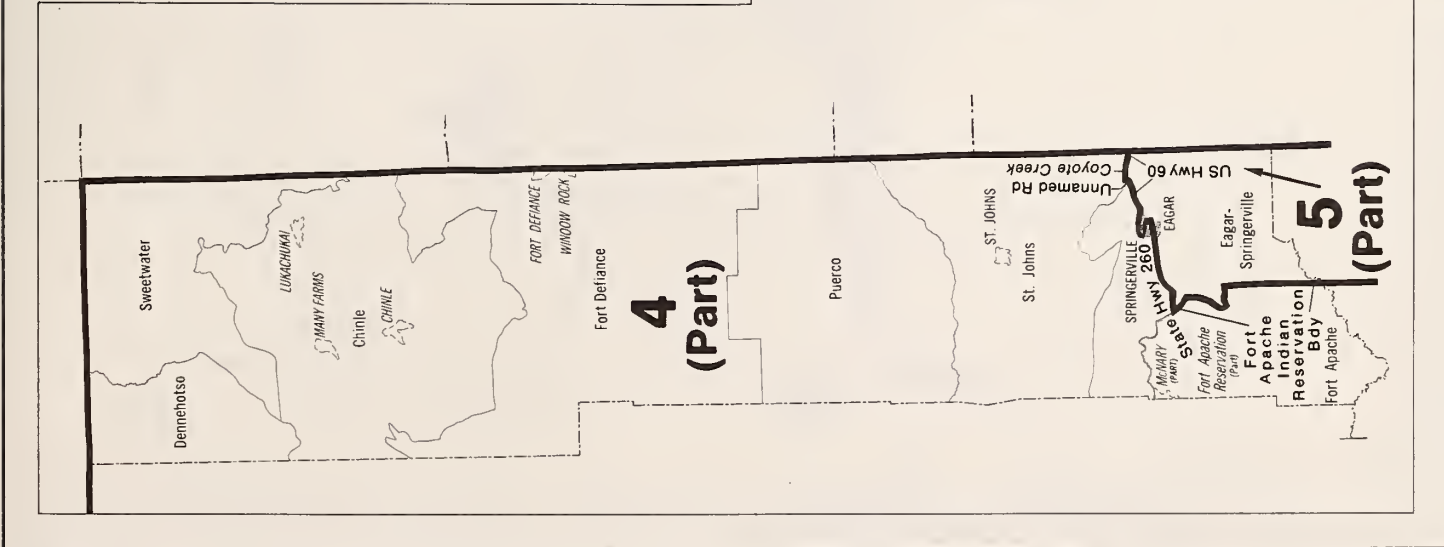 Sweetwater
Dennehotso
LUKACHUKAI
MANY FARMS
Chinle
CHINLE
FORT DEFIANCE
WINDOW ROCK
Fort Defiance
4
(Part)
Puerco
ST. JOHNS
St. Johns
Unnamed Rd
Coyote Creek
US Hwy 60
SPRINGERVILLE
EAGAR
State Hwy 260
Eagar-
Springerville
5
(Part)
McNARY
(PART)
Fort Apache
Reservation
(Part)
Fort
Apache
Indian
Reservation
Bdy
Fort Apache